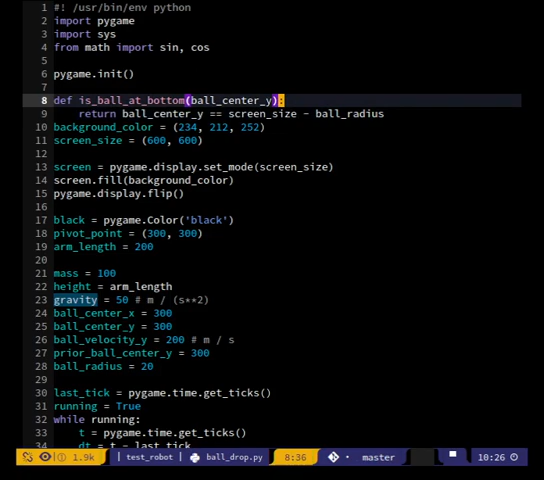 1 #! /usr/bin/env python
2 import pygame
3 import sys
4 from math import sin, cos
5
6 pygame.init()
7
8 def is_ball_at_bottom(ball_center_y):
9     return ball_center_y == screen_size - ball_radius
10 background_color = (234, 212, 252)
11 screen_size = (600, 600)
12
13 screen = pygame.display.set_mode(screen_size)
14 screen.fill(background_color)
15 pygame.display.flip()
16
17 black = pygame.Color('black')
18 pivot_point = (300, 300)
19 arm_length = 200
20
21 mass = 100
22 height = arm_length
23 gravity = 50 # m / (s**2)
24 ball_center_x = 300
25 ball_center_y = 300
26 ball_velocity_y = 200 # m / s
27 prior_ball_center_y = 300
28 ball_radius = 20
29
30 last_tick = pygame.time.get_ticks()
31 running = True
32 while running:
33     t = pygame.time.get_ticks()
34     dt = t - last_tick
1.9k | test_robot ball_drop.py 8:36 master 10:26